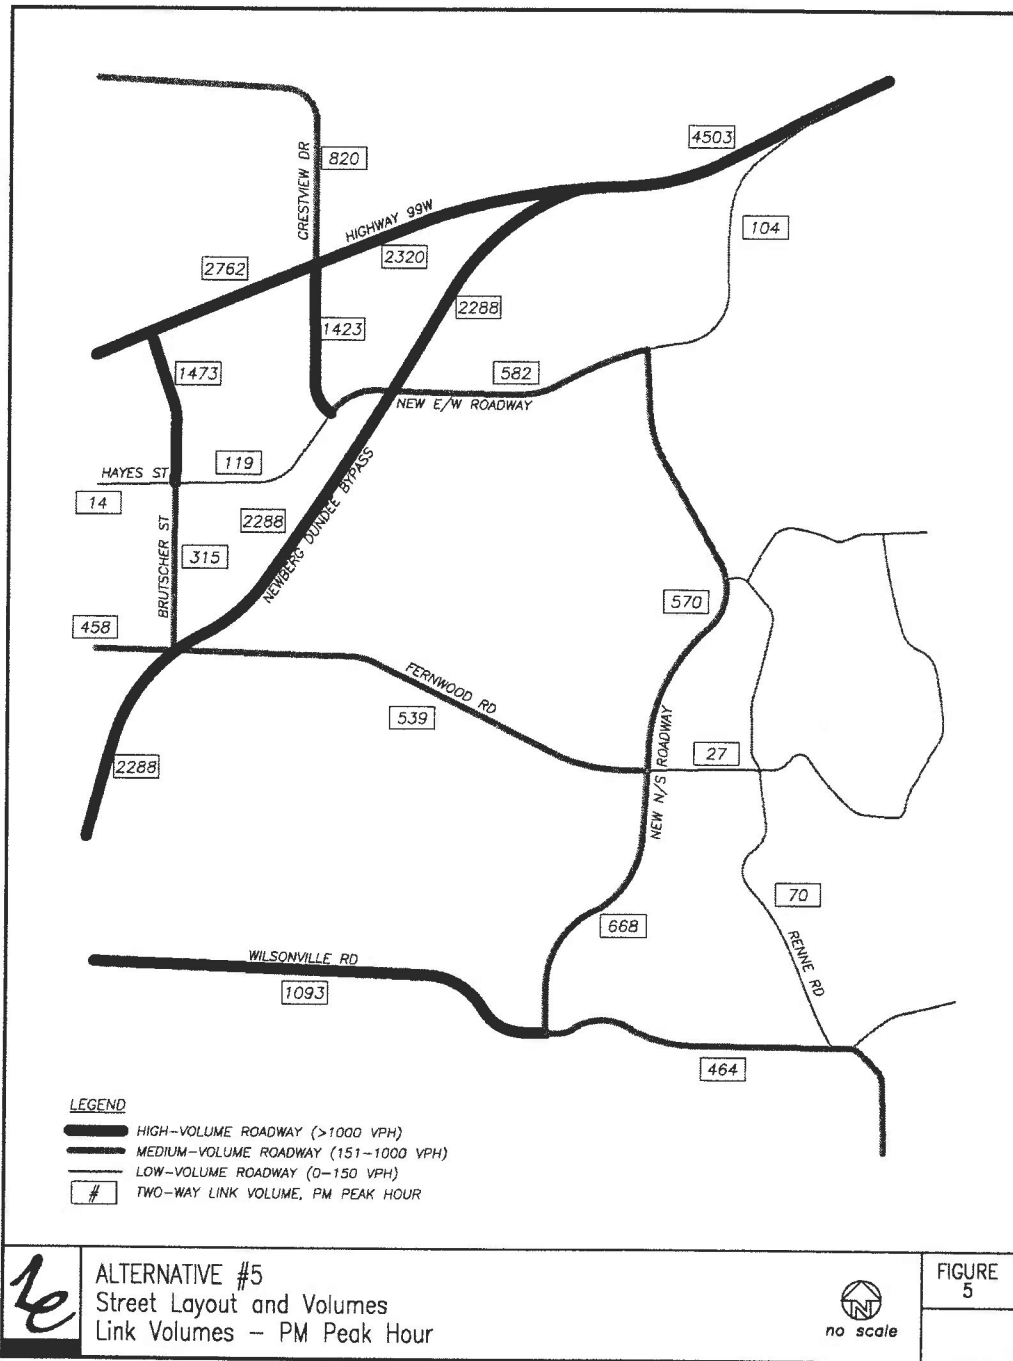 4503
820
CRESTVIEW DR
HIGHWAY 99W
104
2320
2762
2288
1423
1473
582
NEW E/W ROADWAY
HAYES ST
119
14
2288
NEWBERG DUNDEE BYPASS
BRUTSCHER ST
315
458
570
FERNWOOD RD
539
NEW N/S ROADWAY
27
2288
70
668
RENNE RD
WILSONVILLE RD
1093
464
LEGEND
HIGH-VOLUME ROADWAY (>1000 VPH)
MEDIUM-VOLUME ROADWAY (151-1000 VPH)
LOW-VOLUME ROADWAY (0-150 VPH)
# TWO-WAY LINK VOLUME, PM PEAK HOUR
ALTERNATIVE #5
Street Layout and Volumes
Link Volumes - PM Peak Hour
N
no scale
FIGURE
5